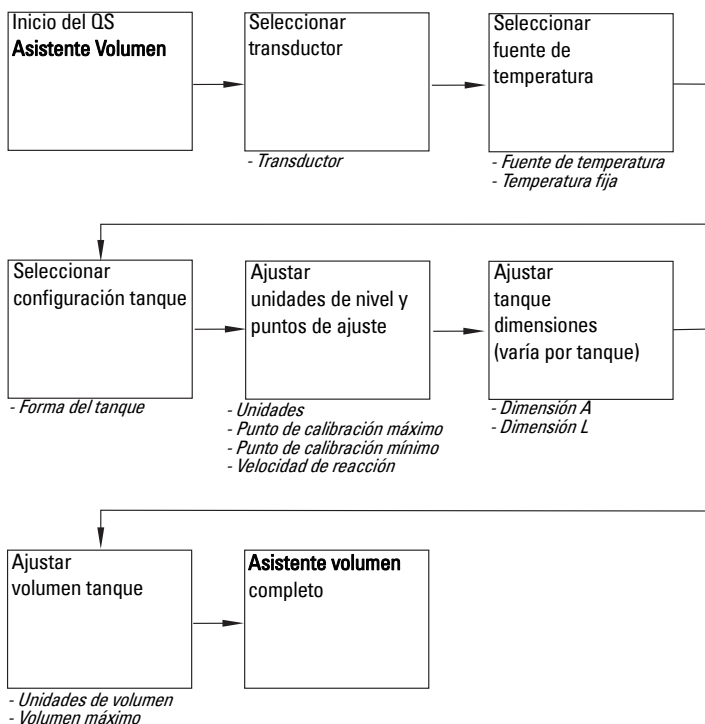 Inicio del QS
Asistente Volumen
Seleccionar
transductor
Seleccionar
fuente de
temperatura
- Transductor
- Fuente de temperatura
- Temperatura fija
Seleccionar
configuración tanque
Ajustar
unidades de nivel y
puntos de ajuste
Ajustar
tanque
dimensiones
(varía por tanque)
- Forma del tanque
- Unidades
- Punto de calibración máximo
- Punto de calibración mínimo
- Velocidad de reacción
- Dimensión A
- Dimensión L
Ajustar
volumen tanque
Asistente volumen
completo
- Unidades de volumen
- Volumen máximo